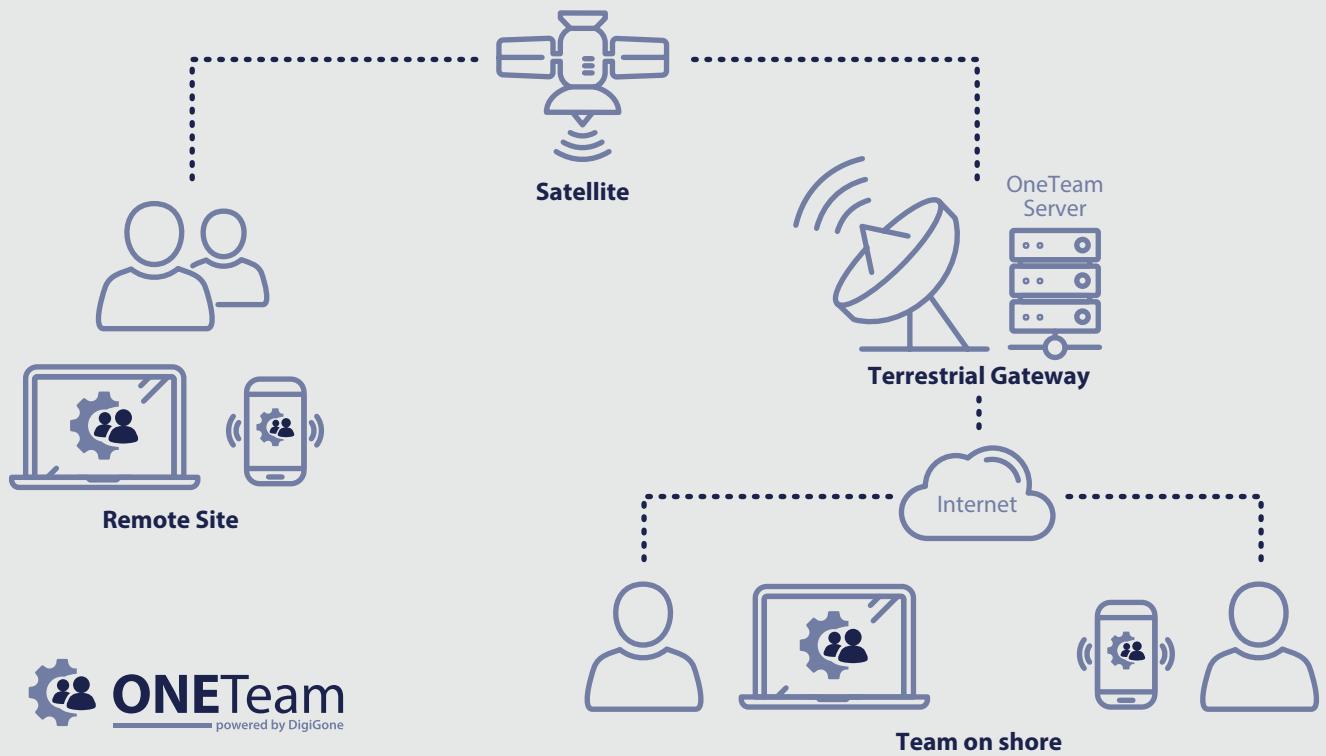 Satellite
OneTeam
Server
Terrestrial Gateway
Remote Site
Internet
ONETeam
powered by DigiGone
Team on shore